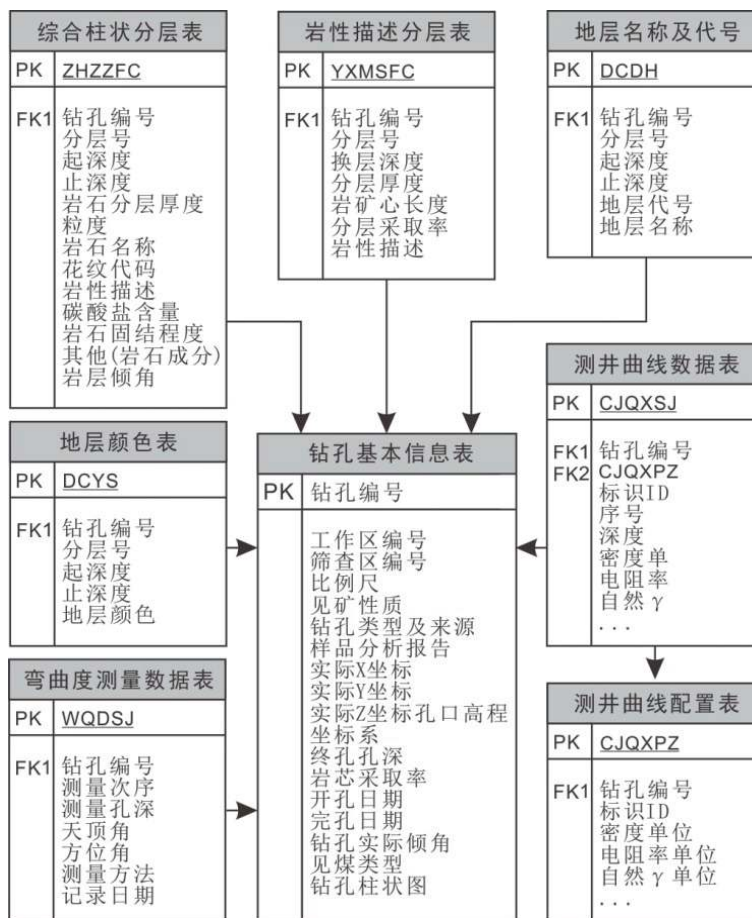 综合柱状分层表
PK ZHZZFC
FK1 钻孔编号
分层号
起深度
止深度
岩石分层厚度
粒度
岩石名称
花纹代码
岩性描述
碳酸盐含量
岩石固结程度
其他(岩石成分)
岩层倾角
岩性描述分层表
PK YXMSFC
FK1 钻孔编号
分层号
换层深度
分层厚度
岩矿心长度
分层采取率
岩性描述
地层名称及代号
PK DCDH
FK1 钻孔编号
分层号
起深度
止深度
地层代号
地层名称
地层颜色表
PK DCYS
FK1 钻孔编号
分层号
起深度
止深度
地层颜色
弯曲度测量数据表
PK WQDSJ
FK1 钻孔编号
测量次序
测量孔深
天顶角
方位角
测量方法
记录日期
钻孔基本信息表
PK 钻孔编号
工作区编号
筛查区编号
比例尺
见矿性质
钻孔类型及来源
样品分析报告
实际X坐标
实际Y坐标
实际Z坐标孔口高程
坐标系
终孔孔深
岩芯采取率
开孔日期
完孔日期
钻孔实际倾角
见煤类型
钻孔柱状图
测井曲线数据表
PK CJQXSJ
FK1 钻孔编号
FK2 CJQXPZ
标识ID
序号
深度
密度单
电阻率
自然γ
...
测井曲线配置表
PK CJQXPZ
FK1 钻孔编号
标识ID
密度单位
电阻率单位
自然γ单位
...